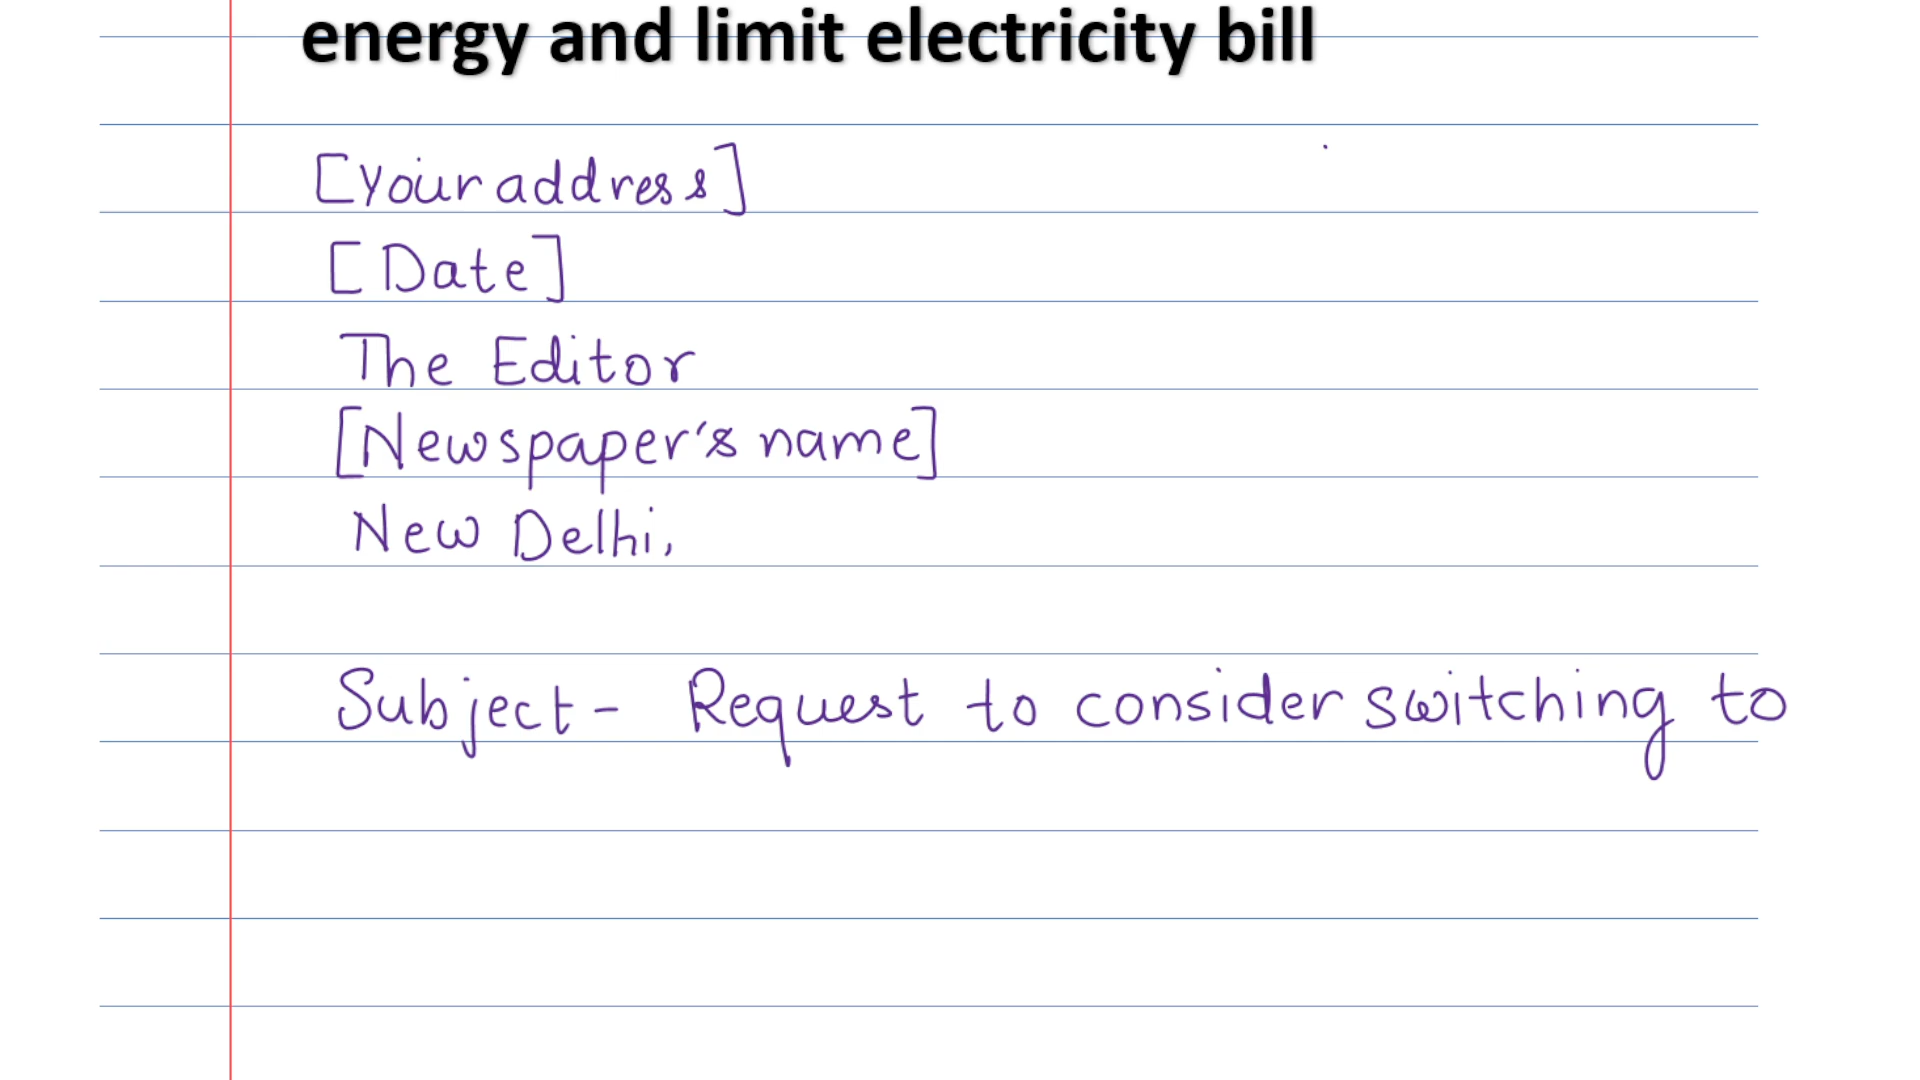 energy and limit electricity bill
[Your address]
[Date]
The Editor
[Newspaper's name]
New Delhi,
Subject - Request to consider switching to